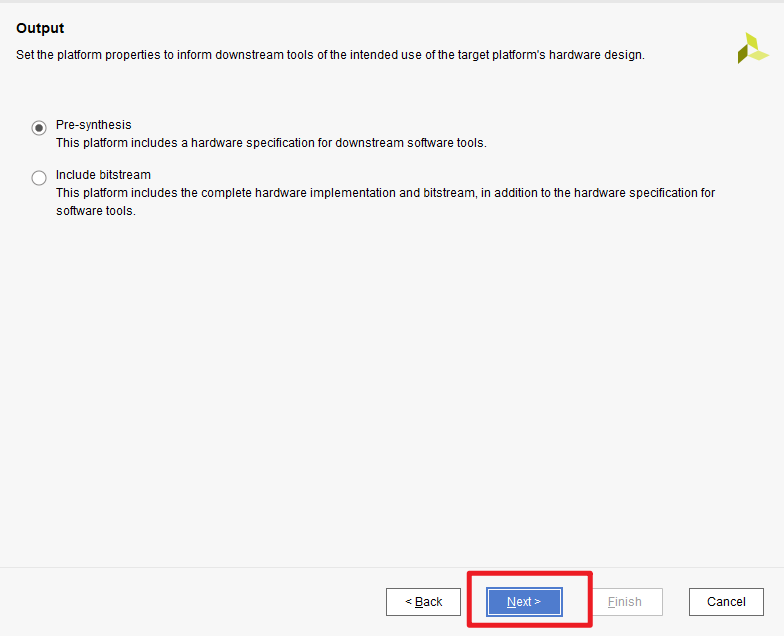 Output
Set the platform properties to inform downstream tools of the intended use of the target platform's hardware design.
Pre-synthesis
This platform includes a hardware specification for downstream software tools.
Include bitstream
This platform includes the complete hardware implementation and bitstream, in addition to the hardware specification for
software tools.
< Back
Next >
Finish
Cancel